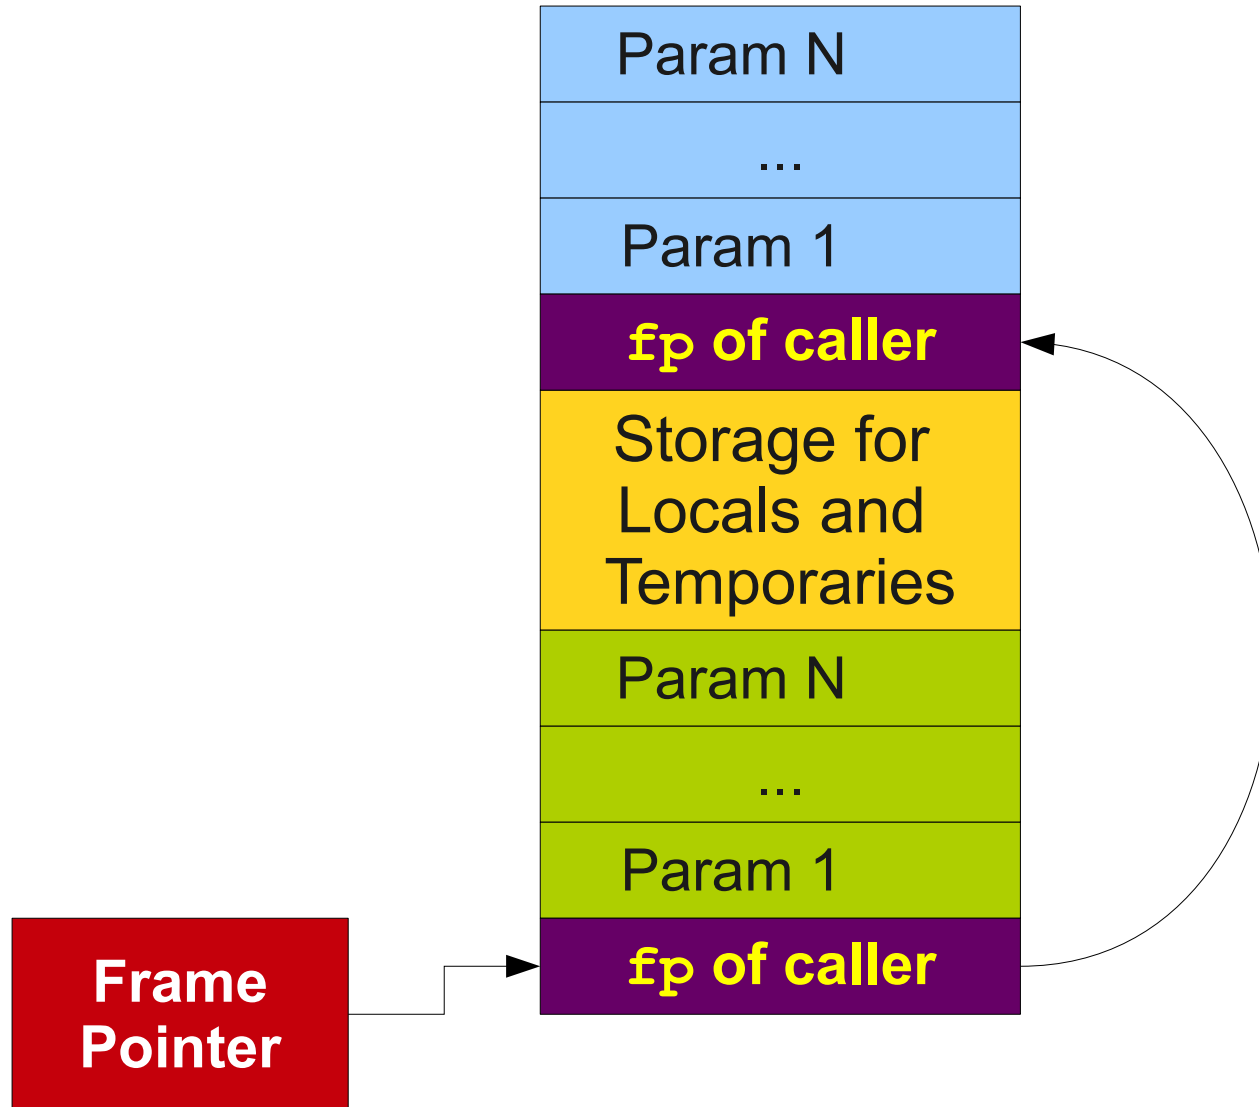 Param N
...
Param 1
fp of caller
Storage for
Locals and
Temporaries
Param N
...
Param 1
fp of caller
Frame
Pointer